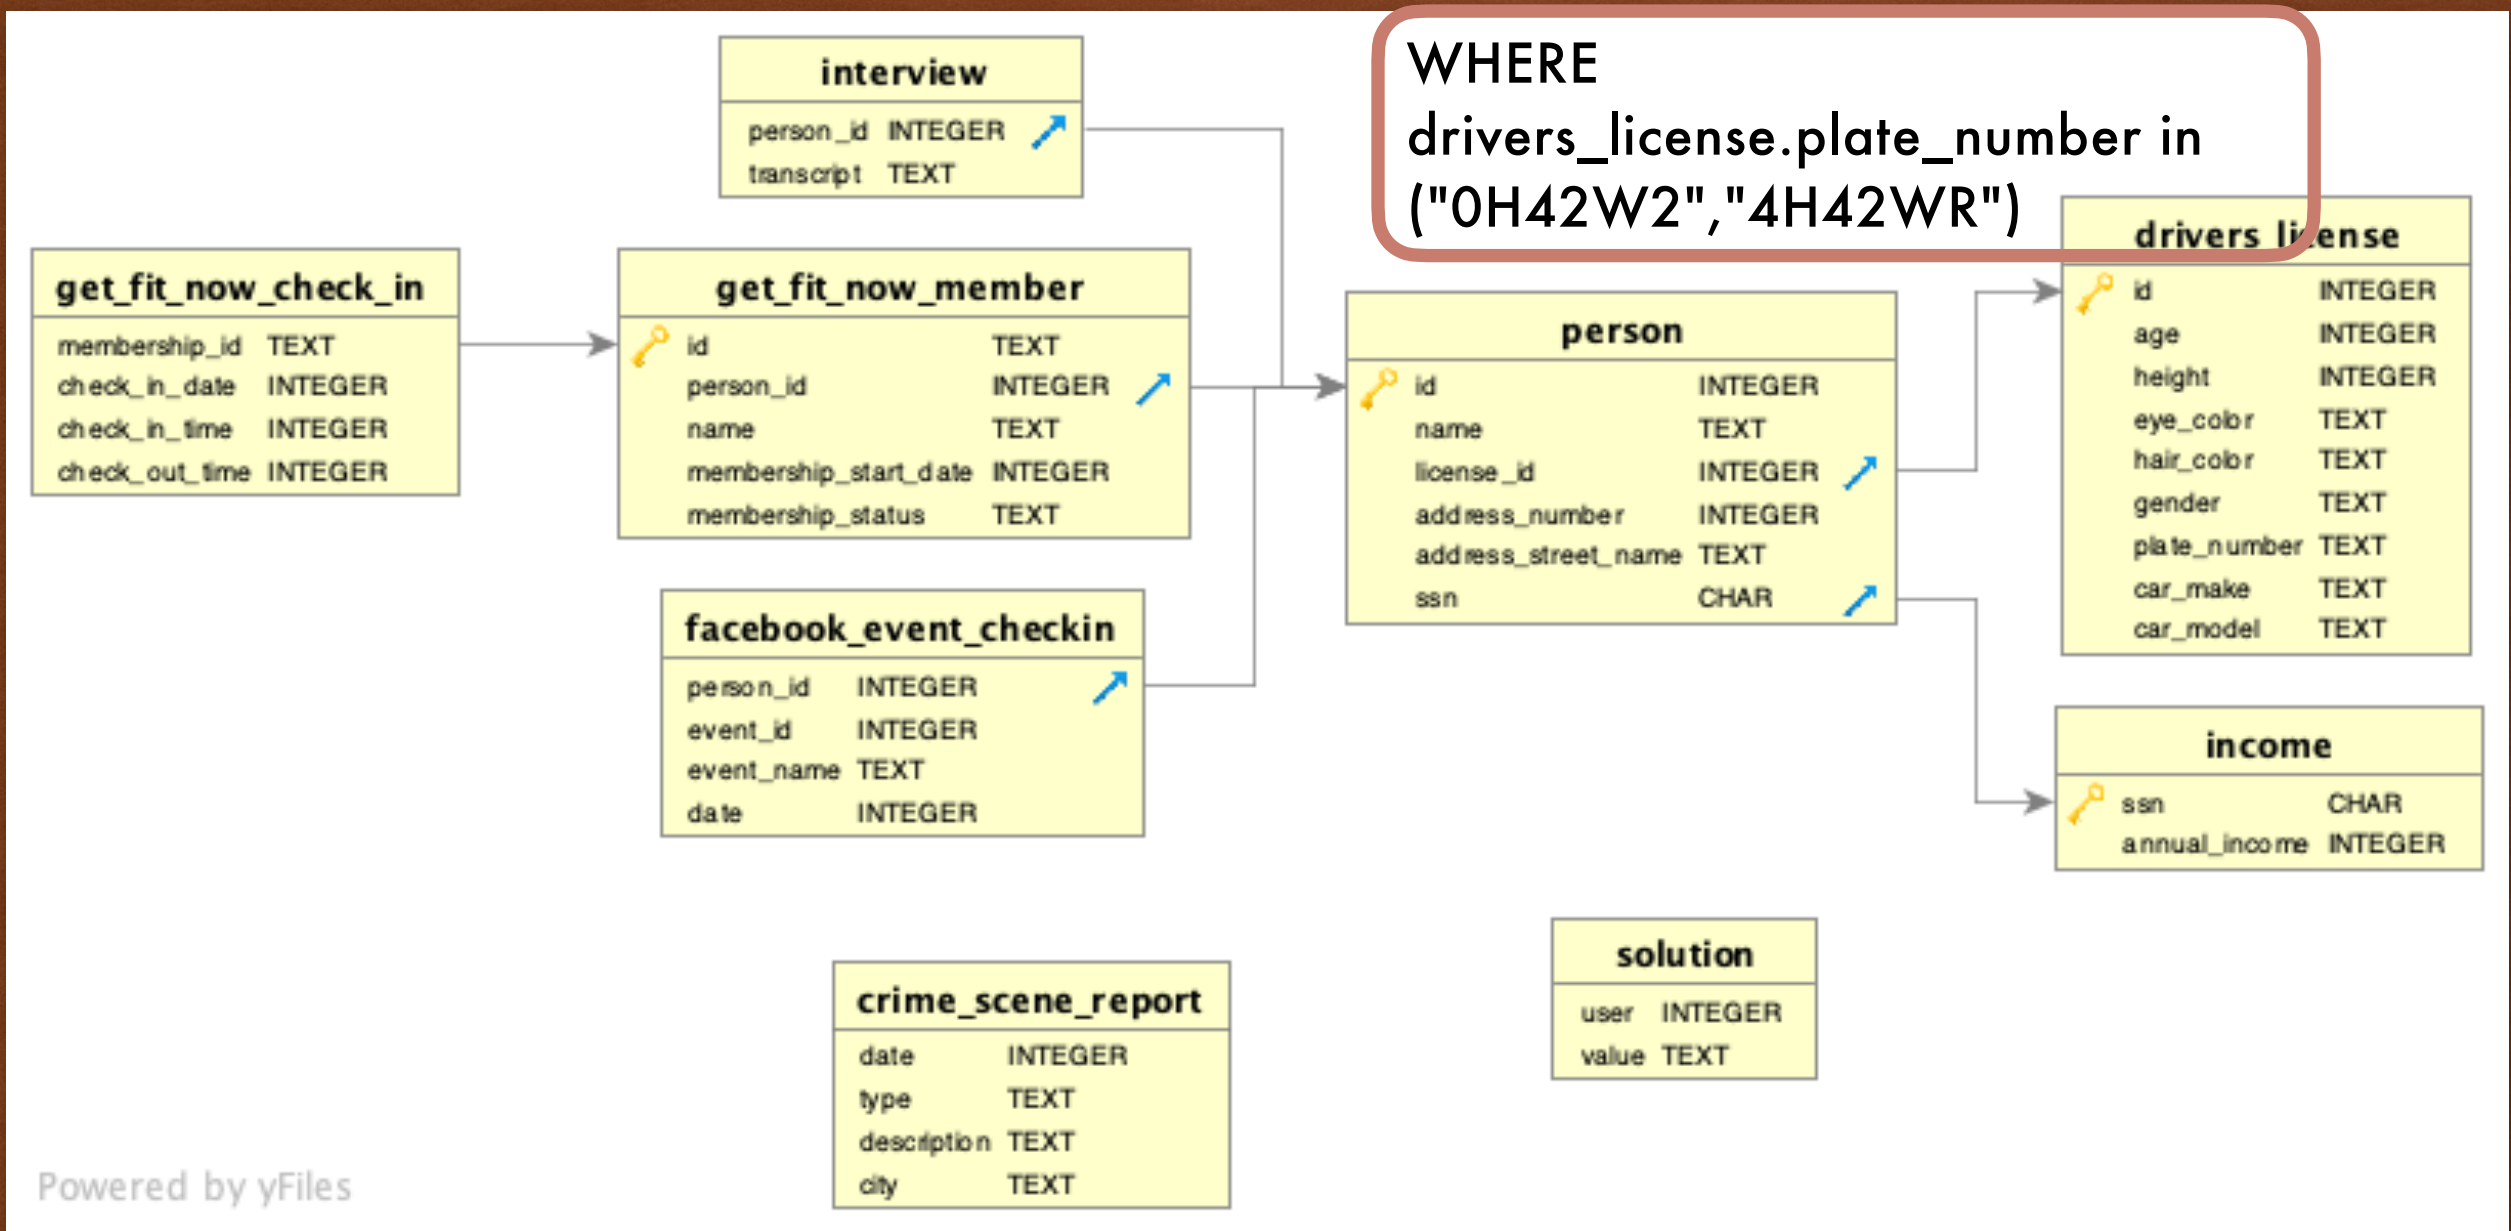 WHERE
drivers_license.plate_number in
("0H42W2","4H42WR")
interview
person_id INTEGER
transcript TEXT
get_fit_now_check_in
membership_id TEXT
check_in_date INTEGER
check_in_time INTEGER
check_out_time INTEGER
get_fit_now_member
id TEXT
person_id INTEGER
name TEXT
membership_start_date INTEGER
membership_status TEXT
facebook_event_checkin
person_id INTEGER
event_id INTEGER
event_name TEXT
date INTEGER
person
id INTEGER
name TEXT
license_id INTEGER
address_number INTEGER
address_street_name TEXT
ssn CHAR
drivers_license
id INTEGER
age INTEGER
height INTEGER
eye_color TEXT
hair_color TEXT
gender TEXT
plate_number TEXT
car_make TEXT
car_model TEXT
income
ssn CHAR
annual_income INTEGER
solution
user INTEGER
value TEXT
crime_scene_report
date INTEGER
type TEXT
description TEXT
city TEXT
Powered by yFiles